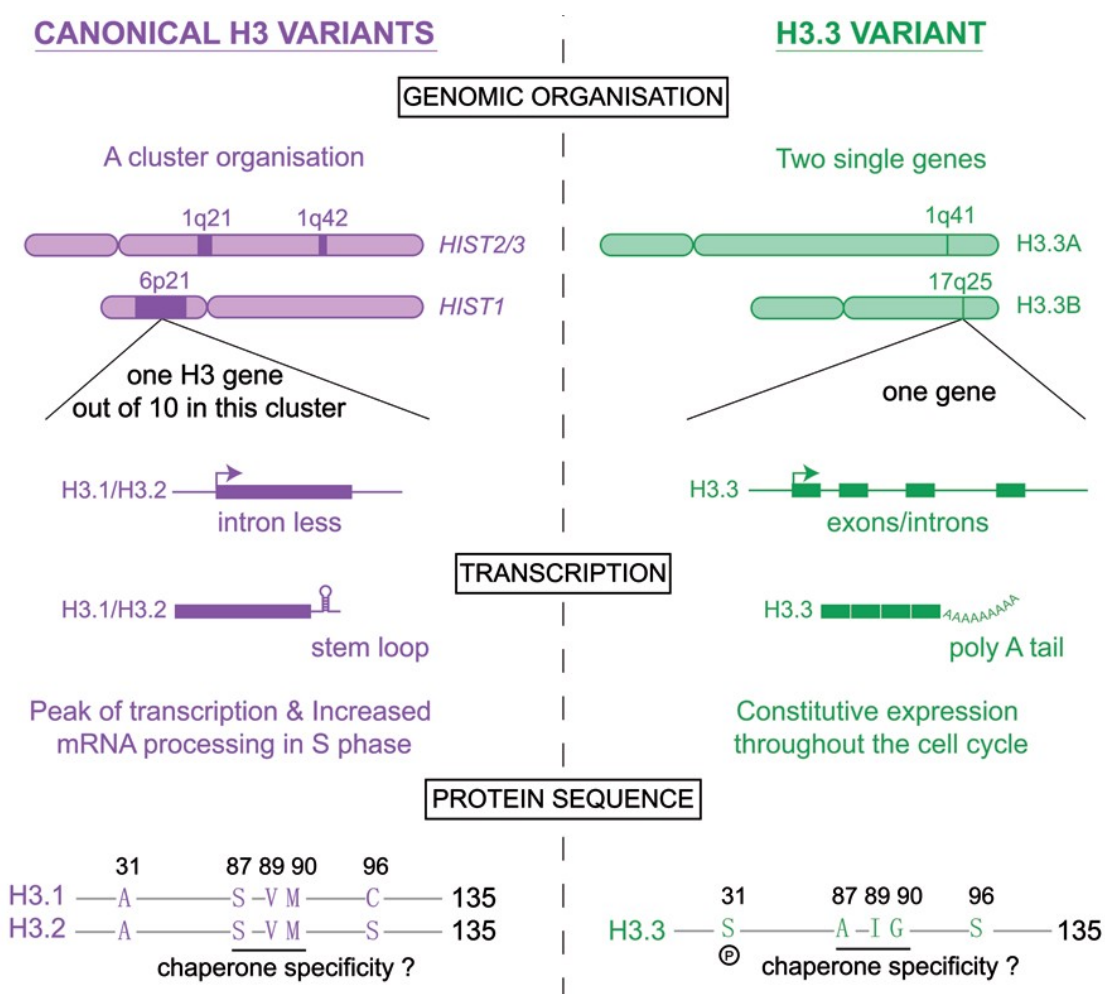 CANONICAL H3 VARIANTS
H3.3 VARIANT
GENOMIC ORGANISATION
A cluster organisation
Two single genes
1q21 1q42
HIST2/3
1q41
H3.3A
6p21
HIST1
17q25
H3.3B
one H3 gene
out of 10 in this cluster
one gene
H3.1/H3.2
intron less
H3.3
exons/introns
TRANSCRIPTION
H3.1/H3.2
stem loop
H3.3
AAAAAAAAA
poly A tail
Peak of transcription & Increased
mRNA processing in S phase
Constitutive expression
throughout the cell cycle
PROTEIN SEQUENCE
31 87 89 90 96
H3.1 A S V M C 135
H3.2 A S V M S 135
chaperone specificity ?
31 87 89 90 96
H3.3 S A I G S 135
P
chaperone specificity ?